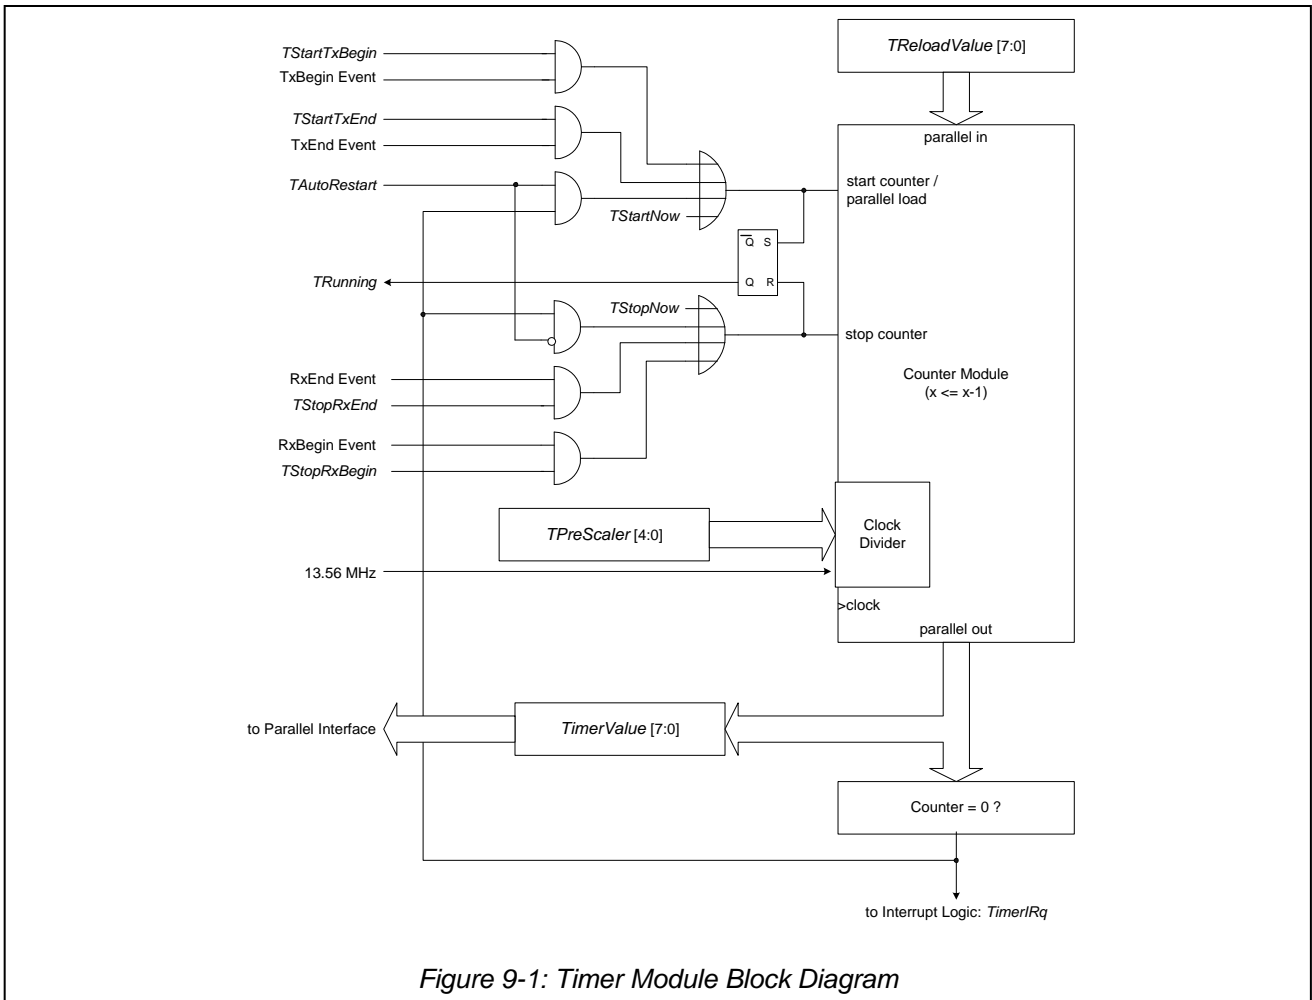 TStartTxBegin
TxBegin Event
TStartTxEnd
TxEnd Event
TAutoRestart
TStartNow
TReloadValue [7:0]
parallel in
start counter /
parallel load
Q S
Q R
TRunning
TStopNow
stop counter
Counter Module
(x <= x-1)
RxEnd Event
TStopRxEnd
RxBegin Event
TStopRxBegin
TPreScaler [4:0]
Clock
Divider
13.56 MHz
>clock
parallel out
to Parallel Interface
TimerValue [7:0]
Counter = 0 ?
to Interrupt Logic: TimerIRq
Figure 9-1: Timer Module Block Diagram